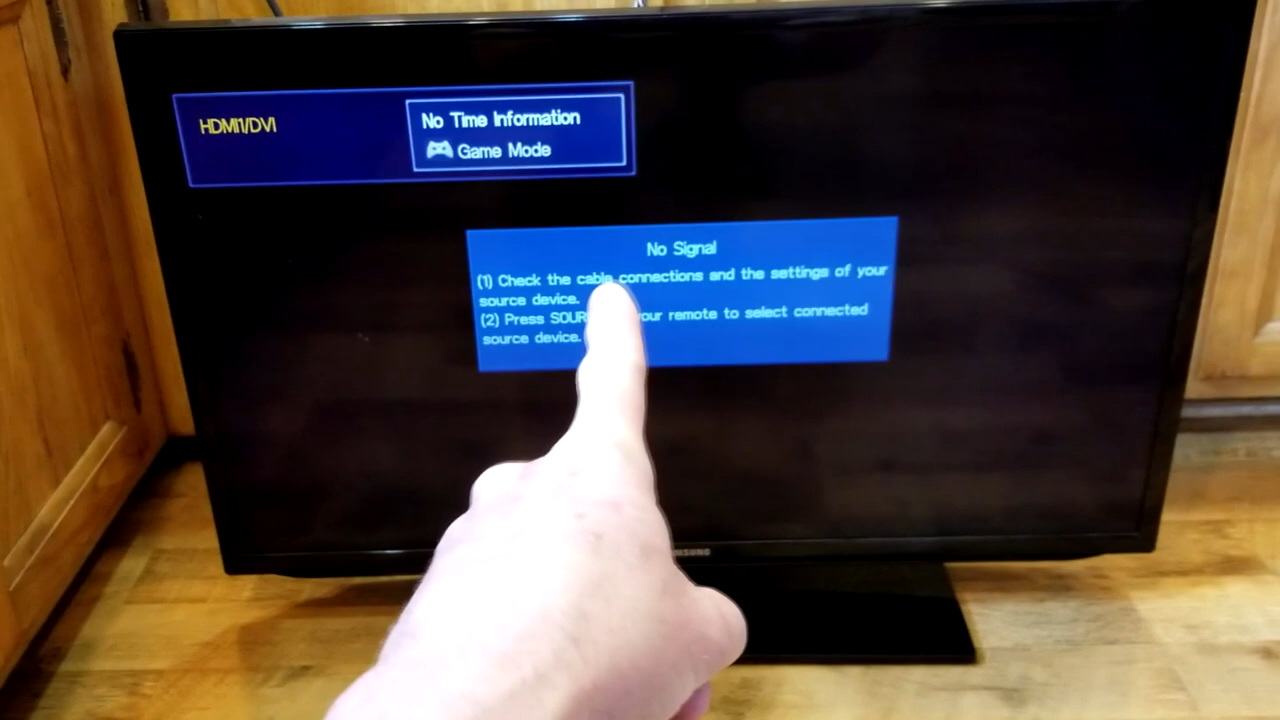 HDMI1/DVI
No Time Information
Game Mode
No Signal
(1) Check the cable connections and the settings of your
source device.
(2) Press your remote to select connected
source device.